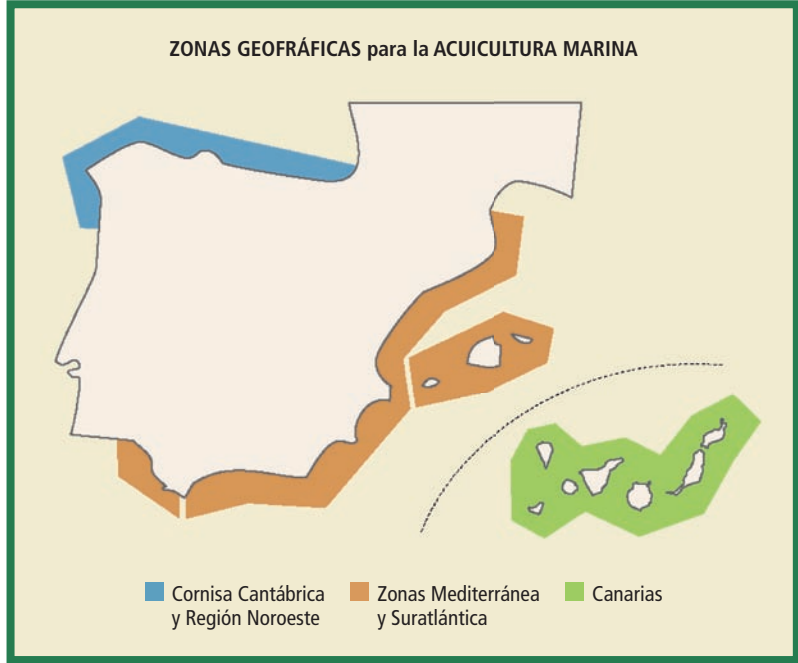 ZONAS GEOFRÁFICAS para la ACUICULTURA MARINA
Cornisa Cantábrica
y Región Noroeste
Zonas Mediterránea
y Suratlántica
Canarias